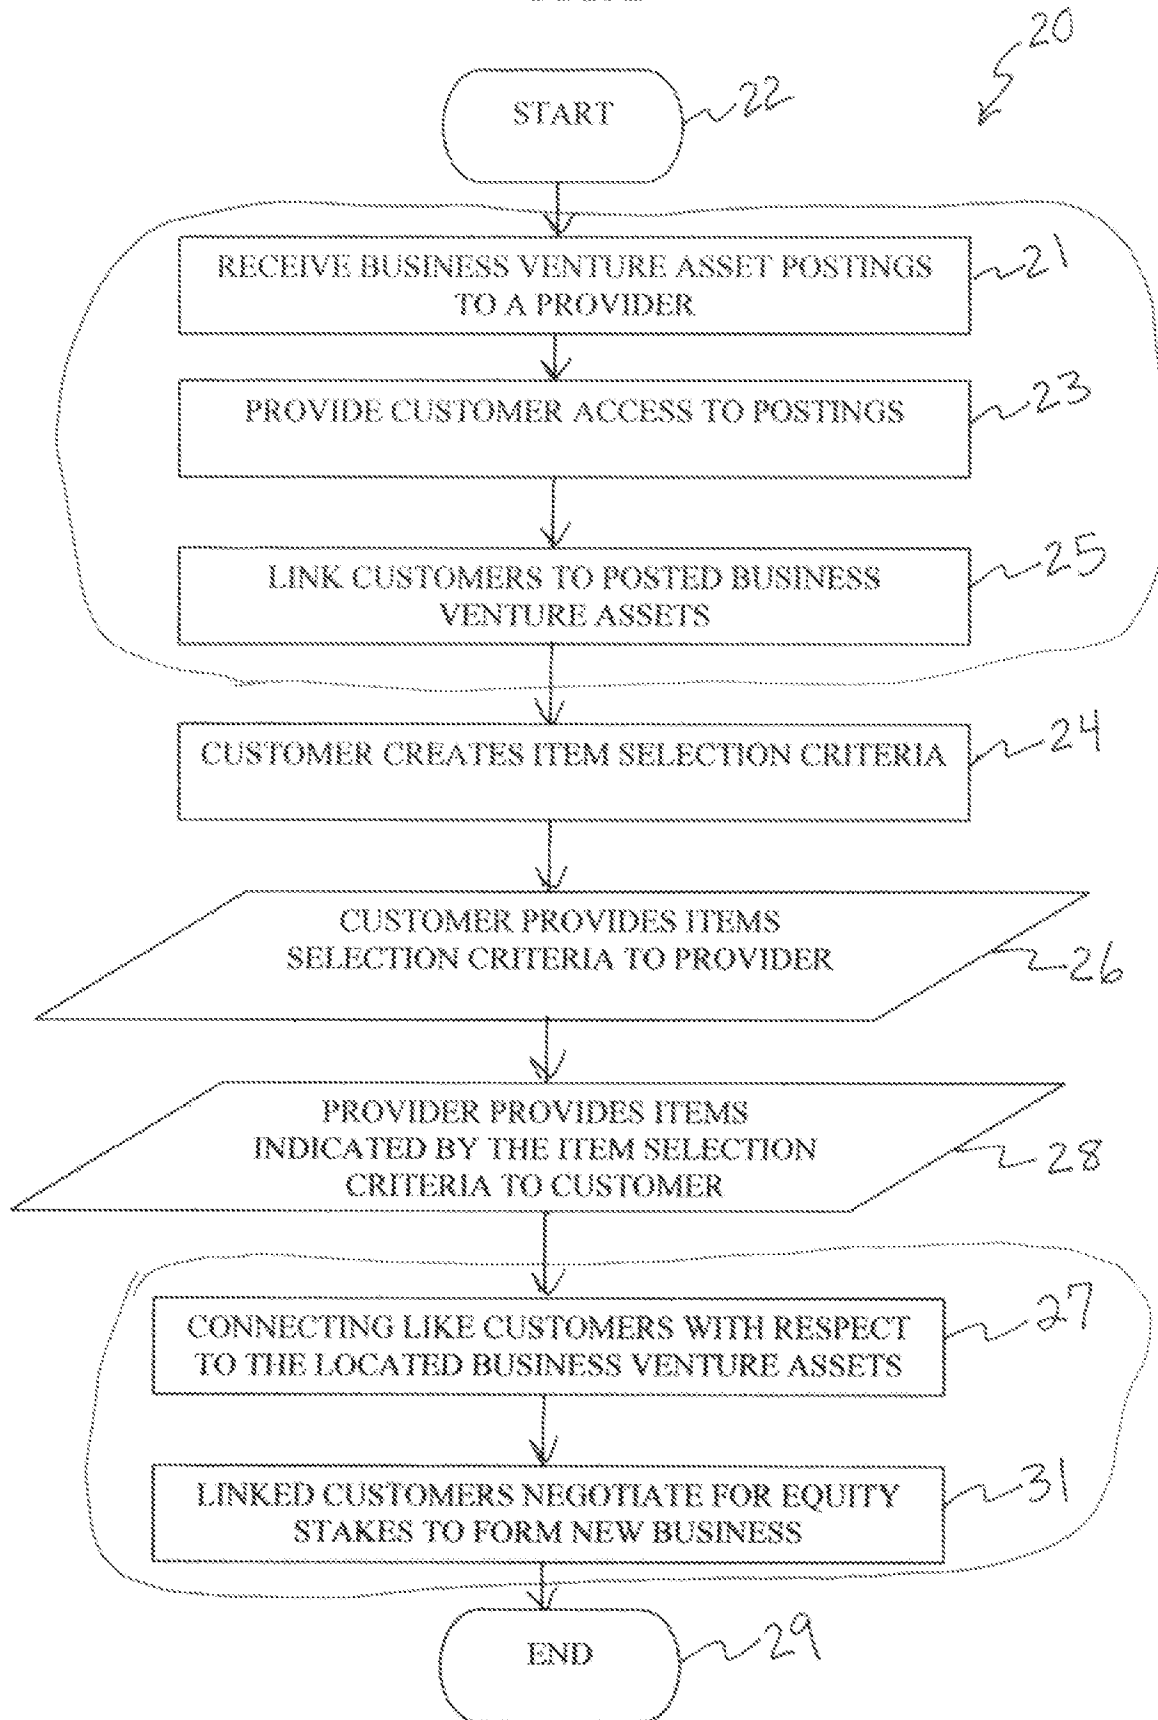 20
START
22
RECEIVE BUSINESS VENTURE ASSET POSTINGS
TO A PROVIDER
21
PROVIDE CUSTOMER ACCESS TO POSTINGS
23
LINK CUSTOMERS TO POSTED BUSINESS
VENTURE ASSETS
25
CUSTOMER CREATES ITEM SELECTION CRITERIA
24
CUSTOMER PROVIDES ITEMS
SELECTION CRITERIA TO PROVIDER
26
PROVIDER PROVIDES ITEMS
INDICATED BY THE ITEM SELECTION
CRITERIA TO CUSTOMER
28
CONNECTING LIKE CUSTOMERS WITH RESPECT
TO THE LOCATED BUSINESS VENTURE ASSETS
27
LINKED CUSTOMERS NEGOTIATE FOR EQUITY
STAKES TO FORM NEW BUSINESS
31
END
29